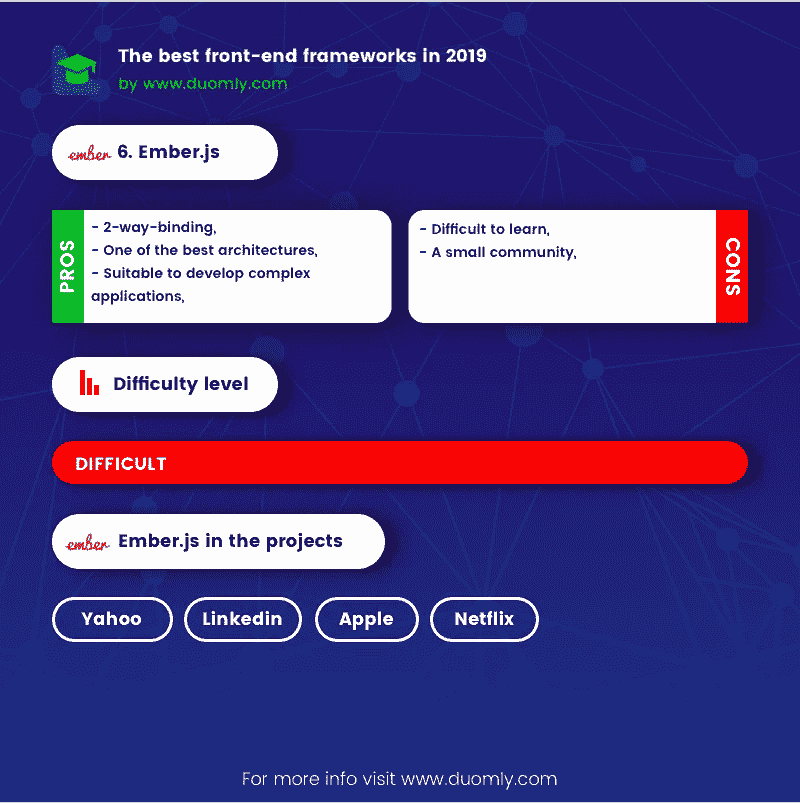 The best front-end frameworks in 2019
by www.duomly.com
ember 6. Ember.js
PROS
- 2-way-binding,
- One of the best architectures,
- Suitable to develop complex
applications,
- Difficult to learn,
- A small community,
CONS
Difficulty level
DIFFICULT
ember Ember.js in the projects
Yahoo Linkedin Apple Netflix
For more info visit www.duomly.com